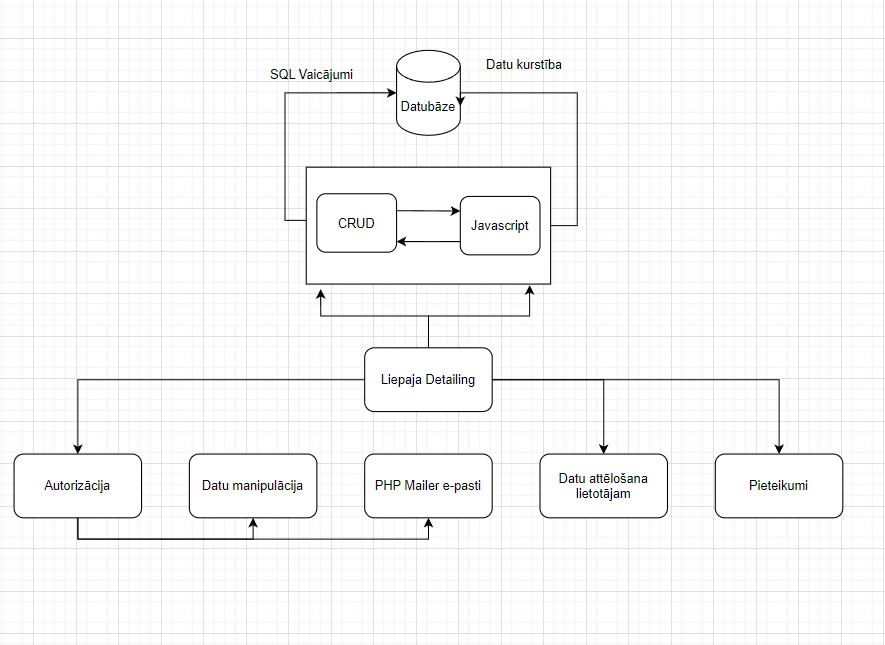 SQL Vaicājumi
Datu kurstība
Datubāze
CRUD
Javascript
Liepaja Detailing
Autorizācija
Datu manipulācija
PHP Mailer e-pasti
Datu attēlošana
lietotājam
Pieteikumi